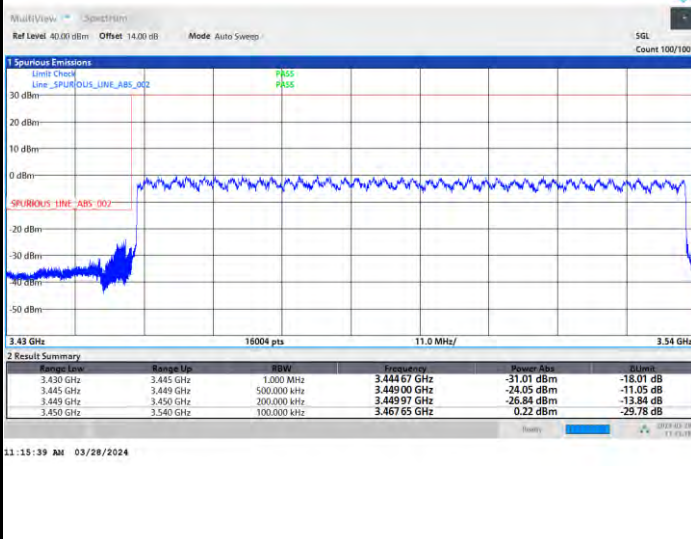 MultiView Spectrum
Ref Level 40.00 dBm Offset 14.00 dB Mode Auto Sweep
SGL
Count 100/100
1 Spurious Emissions
Limit Check PASS
Line _SPURIOUS_LINE_ABS_002 PASS
30 dBm
20 dBm
10 dBm
0 dBm
SPURIOUS_LINE_ABS_002
-20 dBm
-30 dBm
-40 dBm
-50 dBm
3.43 GHz 16004 pts 11.0 MHz/ 3.54 GHz
2 Result Summary
Range Low Range Up RBW Frequency Power Abs ΔLimit
3.430 GHz 3.445 GHz 1.000 MHz 3.444 67 GHz -31.01 dBm -18.01 dB
3.445 GHz 3.449 GHz 500.000 kHz 3.449 00 GHz -24.05 dBm -11.05 dB
3.449 GHz 3.450 GHz 200.000 kHz 3.449 97 GHz -26.84 dBm -13.84 dB
3.450 GHz 3.540 GHz 100.000 kHz 3.467 65 GHz 0.22 dBm -29.78 dB
Ready
11:15:39 AM 03/28/2024